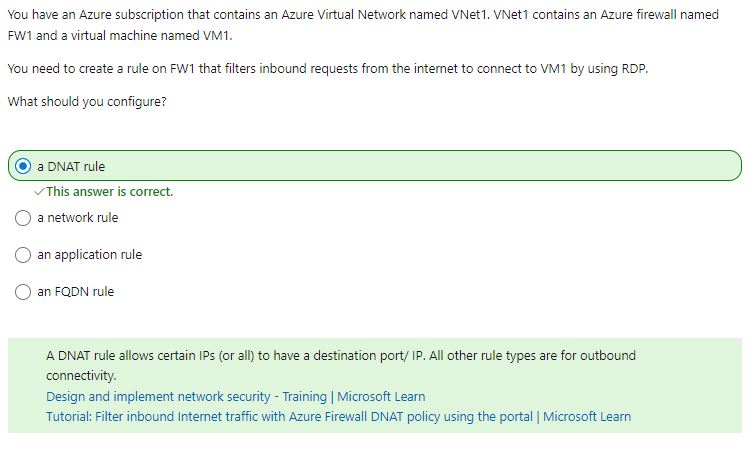 You have an Azure subscription that contains an Azure Virtual Network named VNet1. VNet1 contains an Azure firewall named
FW1 and a virtual machine named VM1.
You need to create a rule on FW1 that filters inbound requests from the internet to connect to VM1 by using RDP.
What should you configure?
a DNAT rule
This answer is correct.
a network rule
an application rule
an FQDN rule
A DNAT rule allows certain IPs (or all) to have a destination port/ IP. All other rule types are for outbound
connectivity.
Design and implement network security - Training | Microsoft Learn
Tutorial: Filter inbound Internet traffic with Azure Firewall DNAT policy using the portal | Microsoft Learn